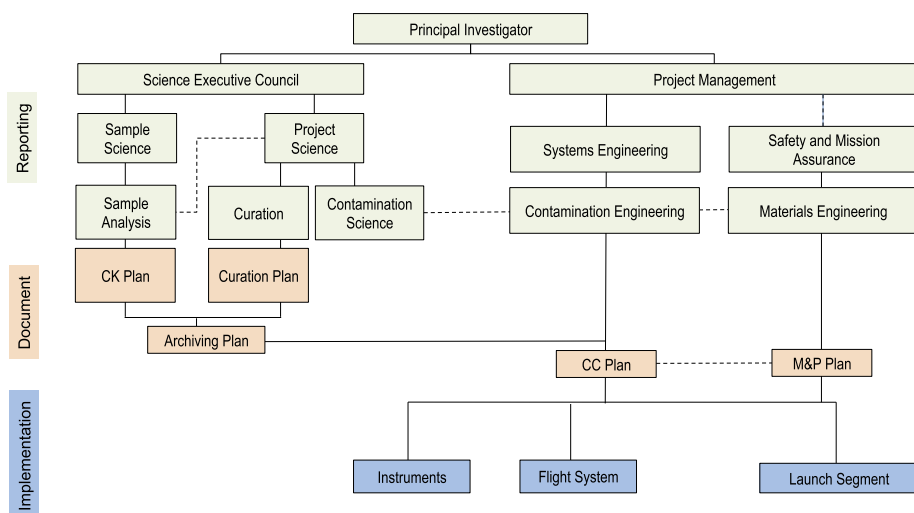 Principal Investigator
Science Executive Council
Project Management
Reporting
Sample
Science
Project
Science
Systems Engineering
Safety and Mission
Assurance
Sample
Analysis
Curation
Contamination
Science
Contamination Engineering
Materials Engineering
Document
CK Plan
Curation Plan
Archiving Plan
CC Plan
M&P Plan
Implementation
Instruments
Flight System
Launch Segment